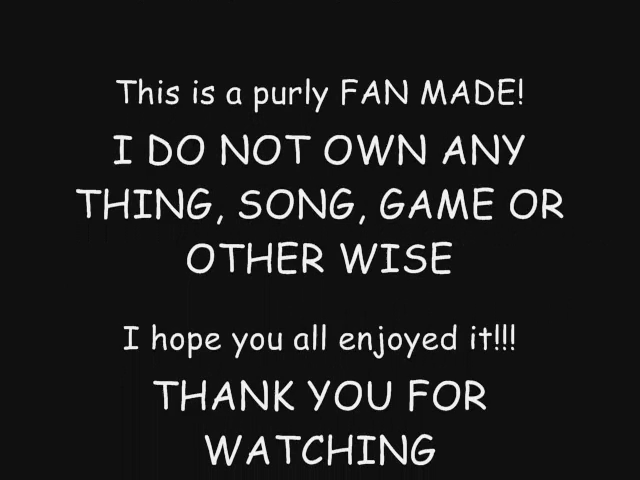 This is a purly FAN MADE!
I DO NOT OWN ANY
THING, SONG, GAME OR
OTHER WISE
I hope you all enjoyed it!!!
THANK YOU FOR
WATCHING